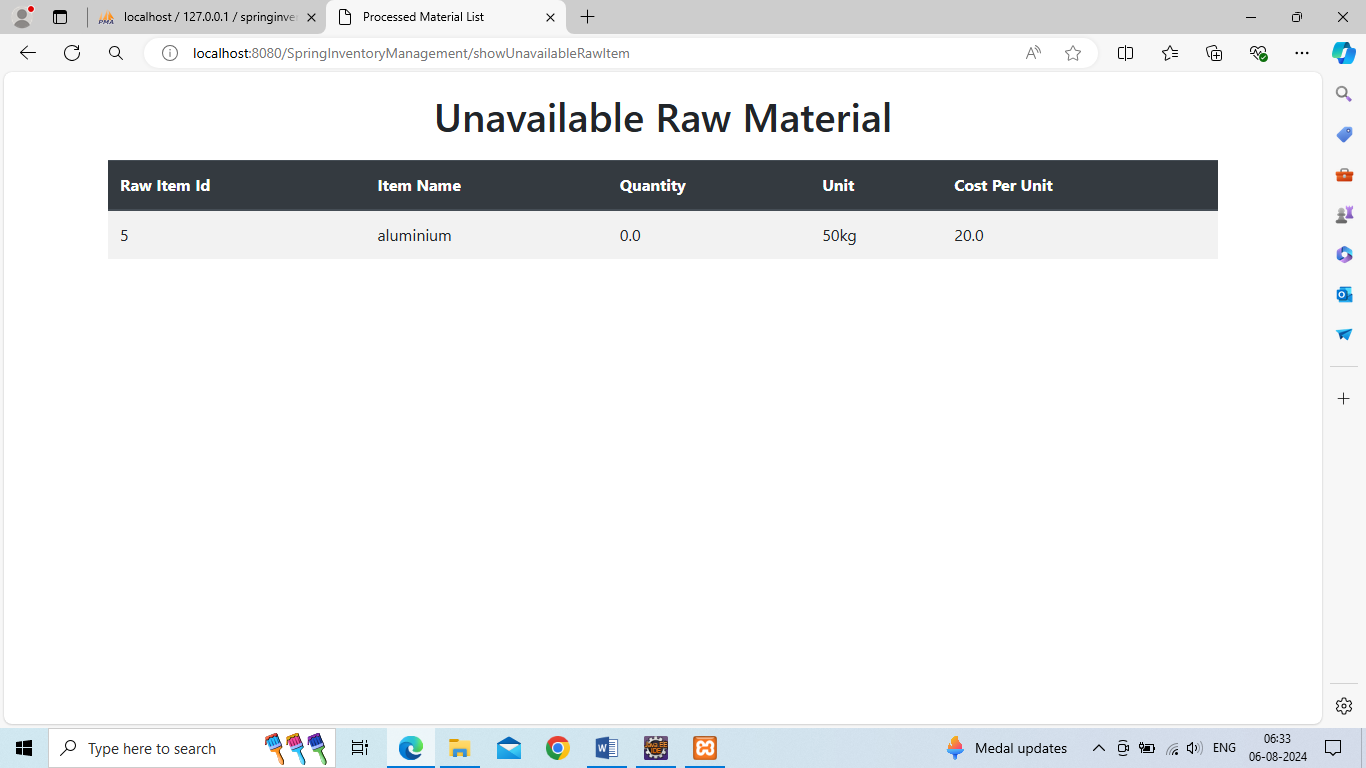 localhost / 127.0.0.1 / springinve
Processed Material List
localhost:8080/SpringInventoryManagement/showUnavailableRawItem
Unavailable Raw Material
Raw Item Id Item Name Quantity Unit Cost Per Unit
5 aluminium 0.0 50kg 20.0
Type here to search
Medal updates
ENG
06:33
06-08-2024